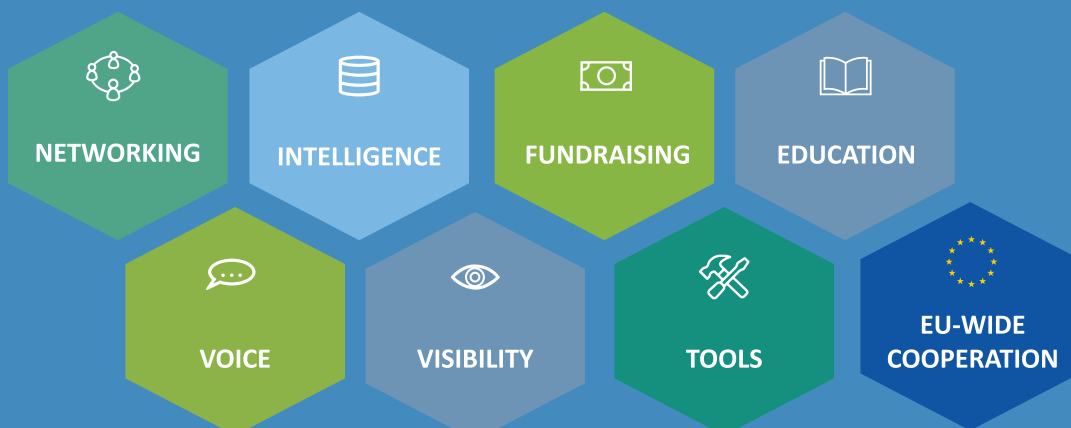 NETWORKING
INTELLIGENCE
FUNDRAISING
EDUCATION
VOICE
VISIBILITY
TOOLS
EU-WIDE
COOPERATION